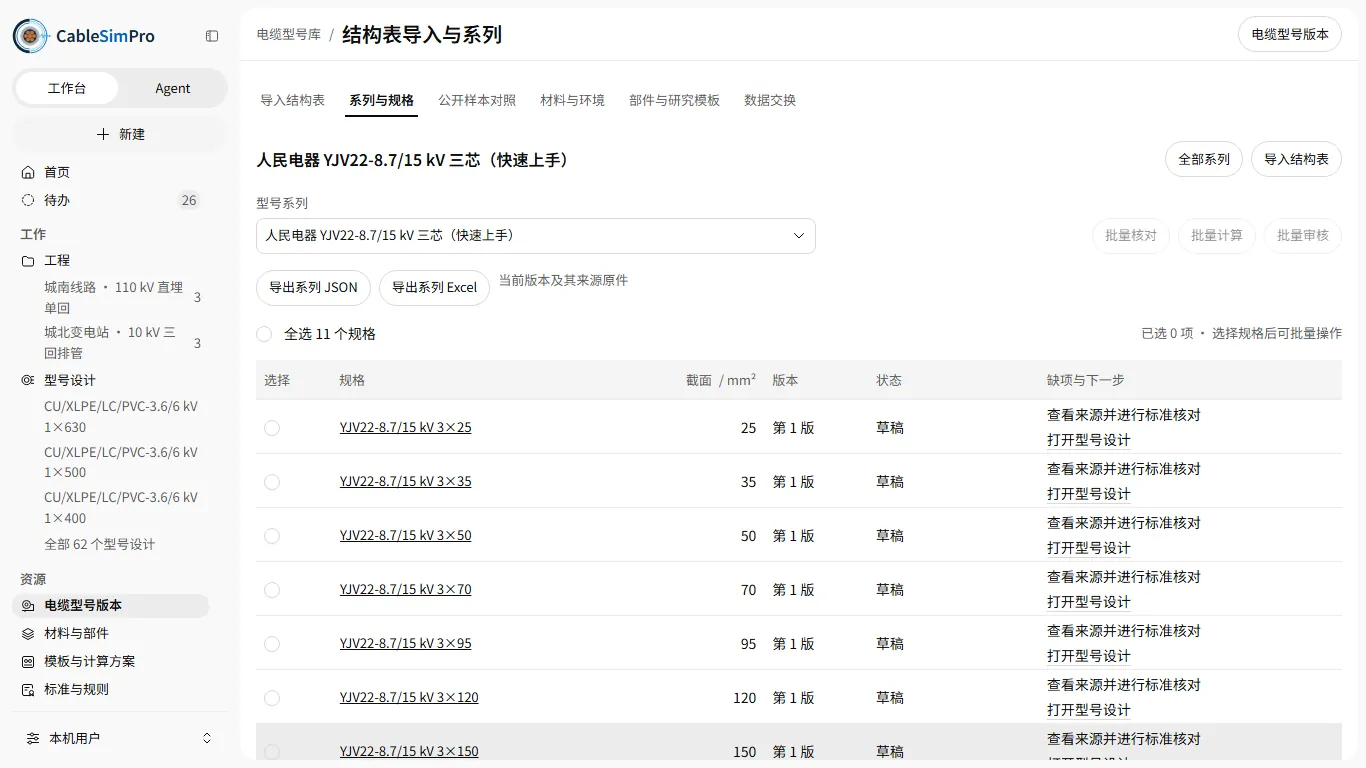 CableSimPro
工作台
Agent
新建
首页
待办
26
工作
工程
城南线路 · 110 kV 直埋
单回
3
城北变电站 · 10 kV 三
回排管
3
型号设计
CU/XLPE/LC/PVC-3.6/6 kV
1×630
CU/XLPE/LC/PVC-3.6/6 kV
1×500
CU/XLPE/LC/PVC-3.6/6 kV
1×400
全部 62 个型号设计
资源
电缆型号版本
材料与部件
模板与计算方案
标准与规则
本机用户
电缆型号库 / 结构表导入与系列
电缆型号版本
导入结构表
系列与规格
公开样本对照
材料与环境
部件与研究模板
数据交换
人民电器 YJV22-8.7/15 kV 三芯（快速上手）
全部系列
导入结构表
型号系列
人民电器 YJV22-8.7/15 kV 三芯（快速上手）
批量核对
批量计算
批量审核
导出系列 JSON
导出系列 Excel
当前版本及其来源原件
全选 11 个规格
已选 0 项 · 选择规格后可批量操作
选择 规格 截面 / mm² 版本 状态 缺项与下一步
YJV22-8.7/15 kV 3×25 25 第 1 版 草稿 查看来源并进行标准核对
打开型号设计
YJV22-8.7/15 kV 3×35 35 第 1 版 草稿 查看来源并进行标准核对
打开型号设计
YJV22-8.7/15 kV 3×50 50 第 1 版 草稿 查看来源并进行标准核对
打开型号设计
YJV22-8.7/15 kV 3×70 70 第 1 版 草稿 查看来源并进行标准核对
打开型号设计
YJV22-8.7/15 kV 3×95 95 第 1 版 草稿 查看来源并进行标准核对
打开型号设计
YJV22-8.7/15 kV 3×120 120 第 1 版 草稿 查看来源并进行标准核对
打开型号设计
YJV22-8.7/15 kV 3×150 150 第 1 版 草稿 查看来源并进行标准核对